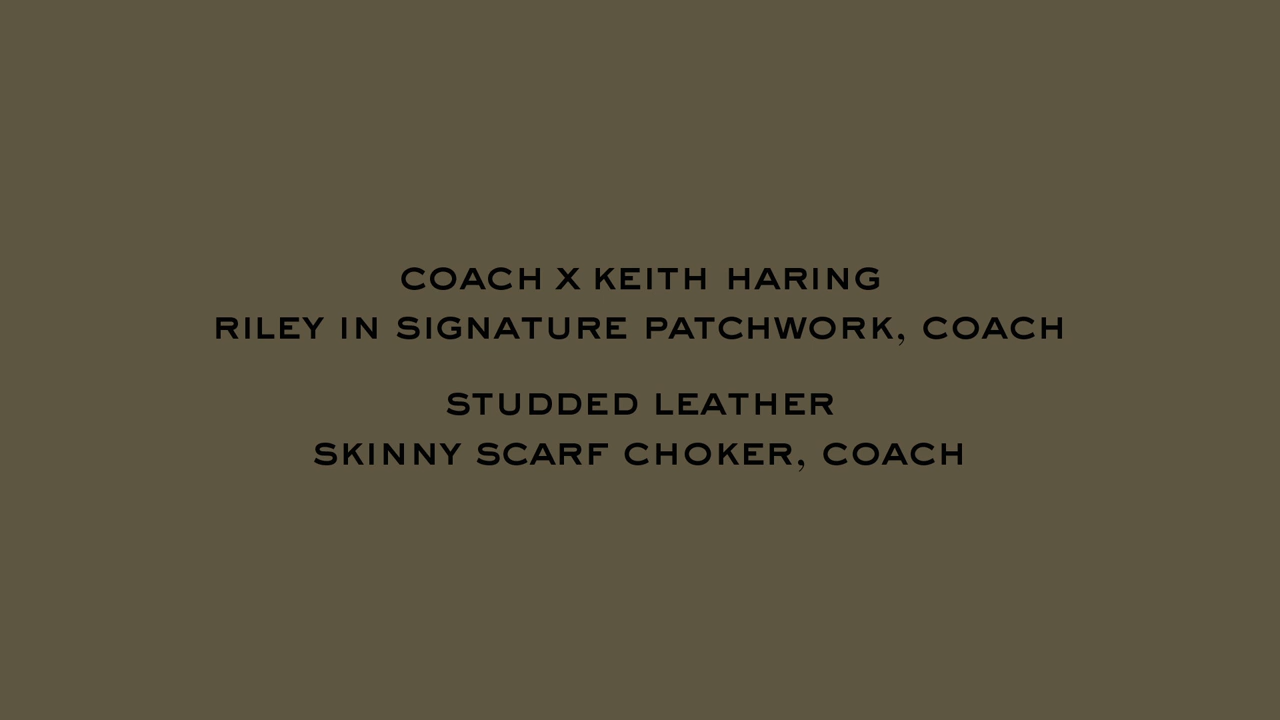 COACH X KEITH HARING
RILEY IN SIGNATURE PATCHWORK, COACH
STUDDED LEATHER
SKINNY SCARF CHOKER, COACH